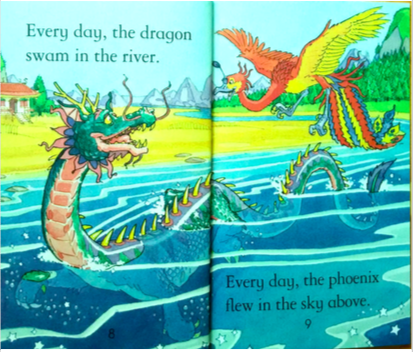 Every day, the dragon
swam in the river.
Every day, the phoenix
flew in the sky above.
8
9